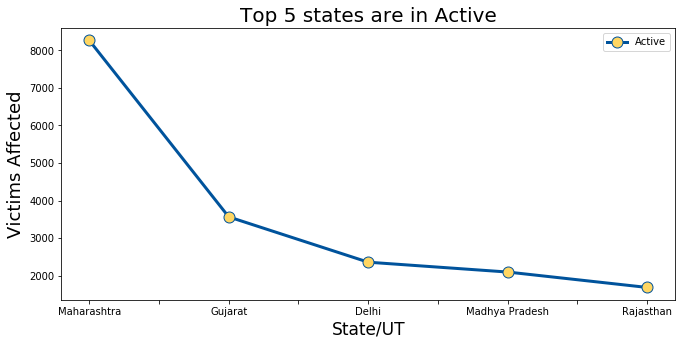 Top 5 states are in Active
Active
Victims Affected
8000
7000
6000
5000
4000
3000
2000
Maharashtra Gujarat Delhi Madhya Pradesh Rajasthan
State/UT